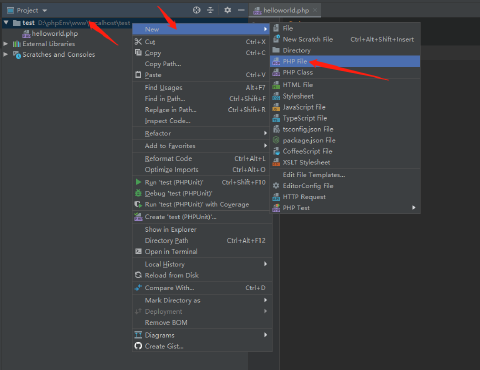 Project
helloworld.php
test D:\phpEnv\www\localhost\test
helloworld.php
External Libraries
Scratches and Consoles
New
Cut Ctrl+X
Copy Ctrl+C
Copy Path...
Paste Ctrl+V
Find Usages Alt+F7
Find in Path... Ctrl+Shift+F
Replace in Path... Ctrl+Shift+R
Inspect Code...
Refactor
Add to Favorites
Reformat Code Ctrl+Alt+L
Optimize Imports Ctrl+Alt+O
Run 'test (PHPUnit)' Ctrl+Shift+F10
Debug 'test (PHPUnit)'
Run 'test (PHPUnit)' with Coverage
Create 'test (PHPUnit)'...
Show in Explorer
Directory Path Ctrl+Alt+F12
Open in Terminal
Local History
Reload from Disk
Compare With... Ctrl+D
Mark Directory as
Deployment
Remove BOM
Diagrams
Create Gist...
File
New Scratch File Ctrl+Alt+Shift+Insert
Directory
PHP File
PHP Class
HTML File
Stylesheet
JavaScript File
TypeScript File
tsconfig.json File
package.json File
CoffeeScript File
XSLT Stylesheet
Edit File Templates...
EditorConfig File
HTTP Request
PHP Test